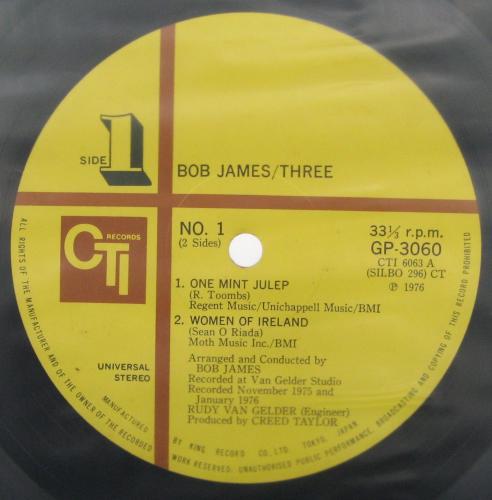 SIDE 1
BOB JAMES/THREE
CTI RECORDS
NO. 1
(2 Sides)
33⅓ r.p.m.
GP-3060
CTI 6063 A
(SILBO 296) CT
℗ 1976
1. ONE MINT JULEP
(R. Toombs)
Regent Music/Unichappell Music/BMI
2. WOMEN OF IRELAND
(Sean O Riada)
Moth Music Inc./BMI
UNIVERSAL
STEREO
Arranged and Conducted by
BOB JAMES
Recorded at Van Gelder Studio
Recorded November 1975 and
January 1976
RUDY VAN GELDER (Engineer)
Produced by CREED TAYLOR
MANUFACTURED BY KING RECORD CO. LTD. TOKYO, JAPAN
ALL RIGHTS OF THE MANUFACTURER AND OF THE OWNER OF THE RECORDED WORK RESERVED. UNAUTHORISED PUBLIC PERFORMANCE, BROADCASTING AND COPYING OF THIS RECORD PROHIBITED